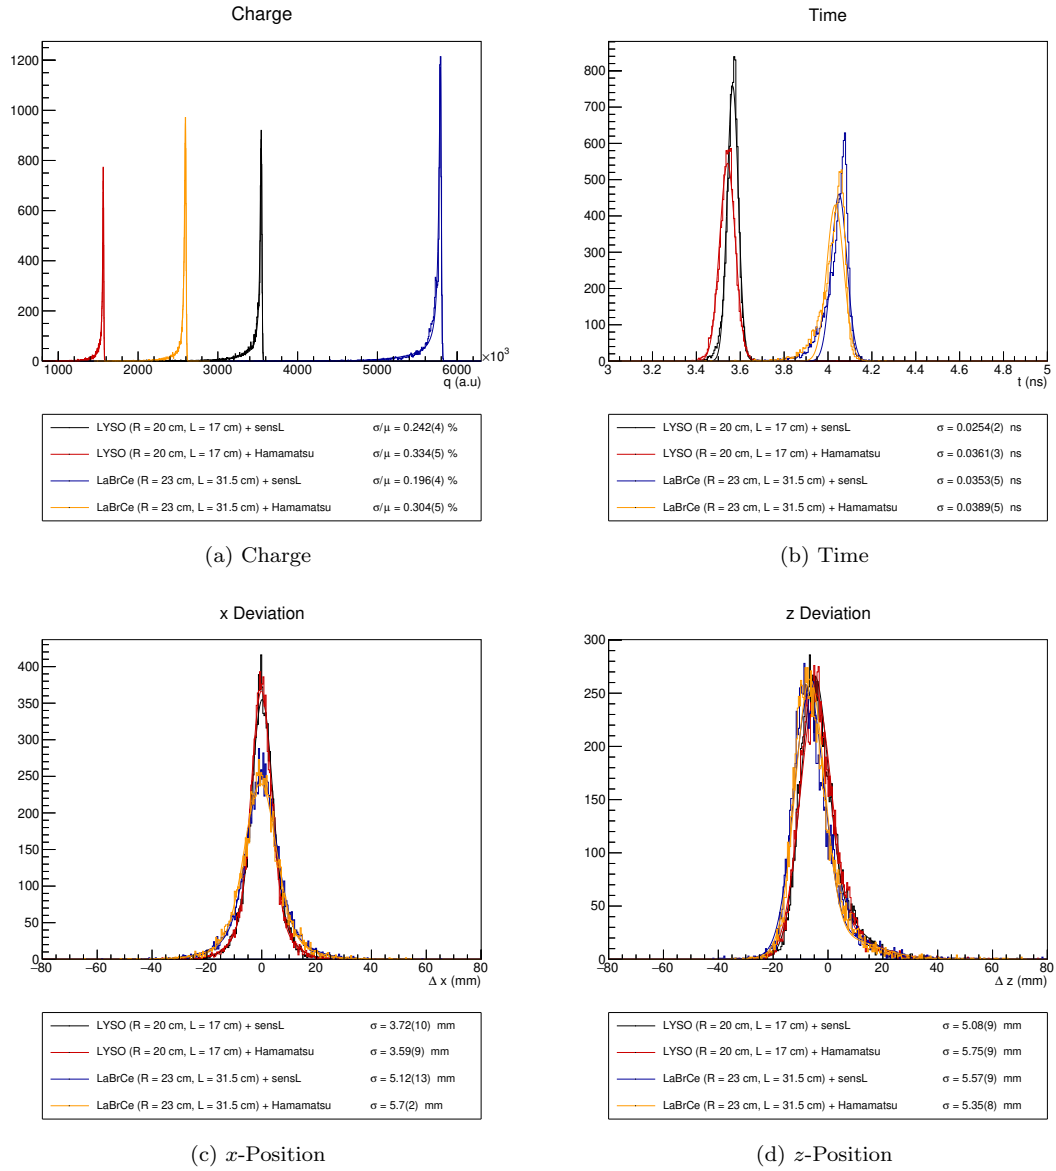 Charge
1200
1000
800
600
400
200
0
1000 2000 3000 4000 5000 6000
×10³
q (a.u)
LYSO (R = 20 cm, L = 17 cm) + sensL σ/μ = 0.242(4) %
LYSO (R = 20 cm, L = 17 cm) + Hamamatsu σ/μ = 0.334(5) %
LaBrCe (R = 23 cm, L = 31.5 cm) + sensL σ/μ = 0.196(4) %
LaBrCe (R = 23 cm, L = 31.5 cm) + Hamamatsu σ/μ = 0.304(5) %
(a) Charge
Time
800
700
600
500
400
300
200
100
0
3 3.2 3.4 3.6 3.8 4 4.2 4.4 4.6 4.8 5
t (ns)
LYSO (R = 20 cm, L = 17 cm) + sensL σ = 0.0254(2) ns
LYSO (R = 20 cm, L = 17 cm) + Hamamatsu σ = 0.0361(3) ns
LaBrCe (R = 23 cm, L = 31.5 cm) + sensL σ = 0.0353(5) ns
LaBrCe (R = 23 cm, L = 31.5 cm) + Hamamatsu σ = 0.0389(5) ns
(b) Time
x Deviation
400
350
300
250
200
150
100
50
0
−80 −60 −40 −20 0 20 40 60 80
Δ x (mm)
LYSO (R = 20 cm, L = 17 cm) + sensL σ = 3.72(10) mm
LYSO (R = 20 cm, L = 17 cm) + Hamamatsu σ = 3.59(9) mm
LaBrCe (R = 23 cm, L = 31.5 cm) + sensL σ = 5.12(13) mm
LaBrCe (R = 23 cm, L = 31.5 cm) + Hamamatsu σ = 5.7(2) mm
(c) x-Position
z Deviation
300
250
200
150
100
50
0
−80 −60 −40 −20 0 20 40 60 80
Δ z (mm)
LYSO (R = 20 cm, L = 17 cm) + sensL σ = 5.08(9) mm
LYSO (R = 20 cm, L = 17 cm) + Hamamatsu σ = 5.75(9) mm
LaBrCe (R = 23 cm, L = 31.5 cm) + sensL σ = 5.57(9) mm
LaBrCe (R = 23 cm, L = 31.5 cm) + Hamamatsu σ = 5.35(8) mm
(d) z-Position